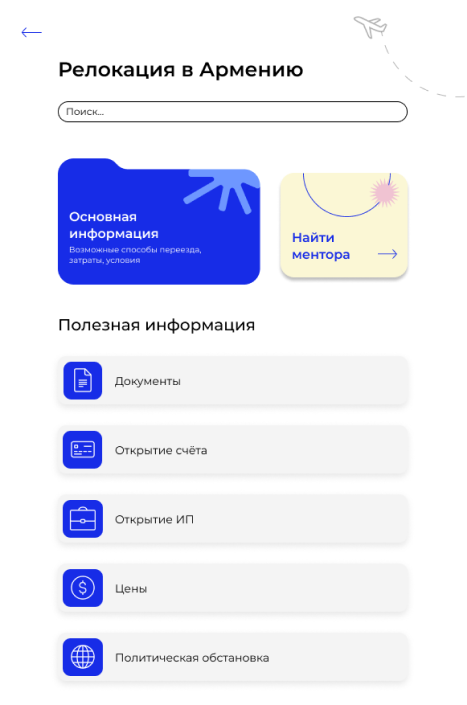 Релокация в Армению
Поиск...
Основная
информация
Возможные способы переезда,
затраты, условия
Найти
ментора
Полезная информация
Документы
Открытие счёта
Открытие ИП
Цены
Политическая обстановка